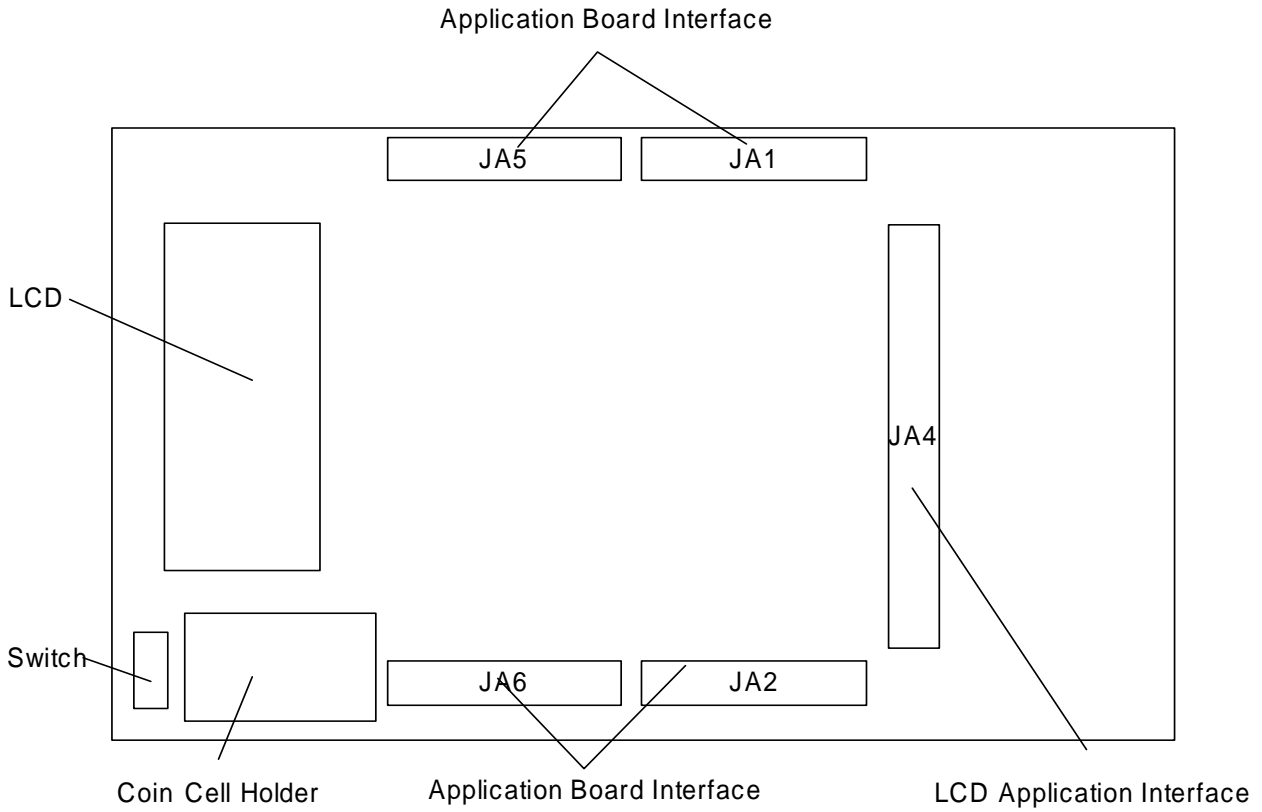 Application Board Interface
JA5
JA1
LCD
JA4
Switch
JA6
JA2
Coin Cell Holder
Application Board Interface
LCD Application Interface